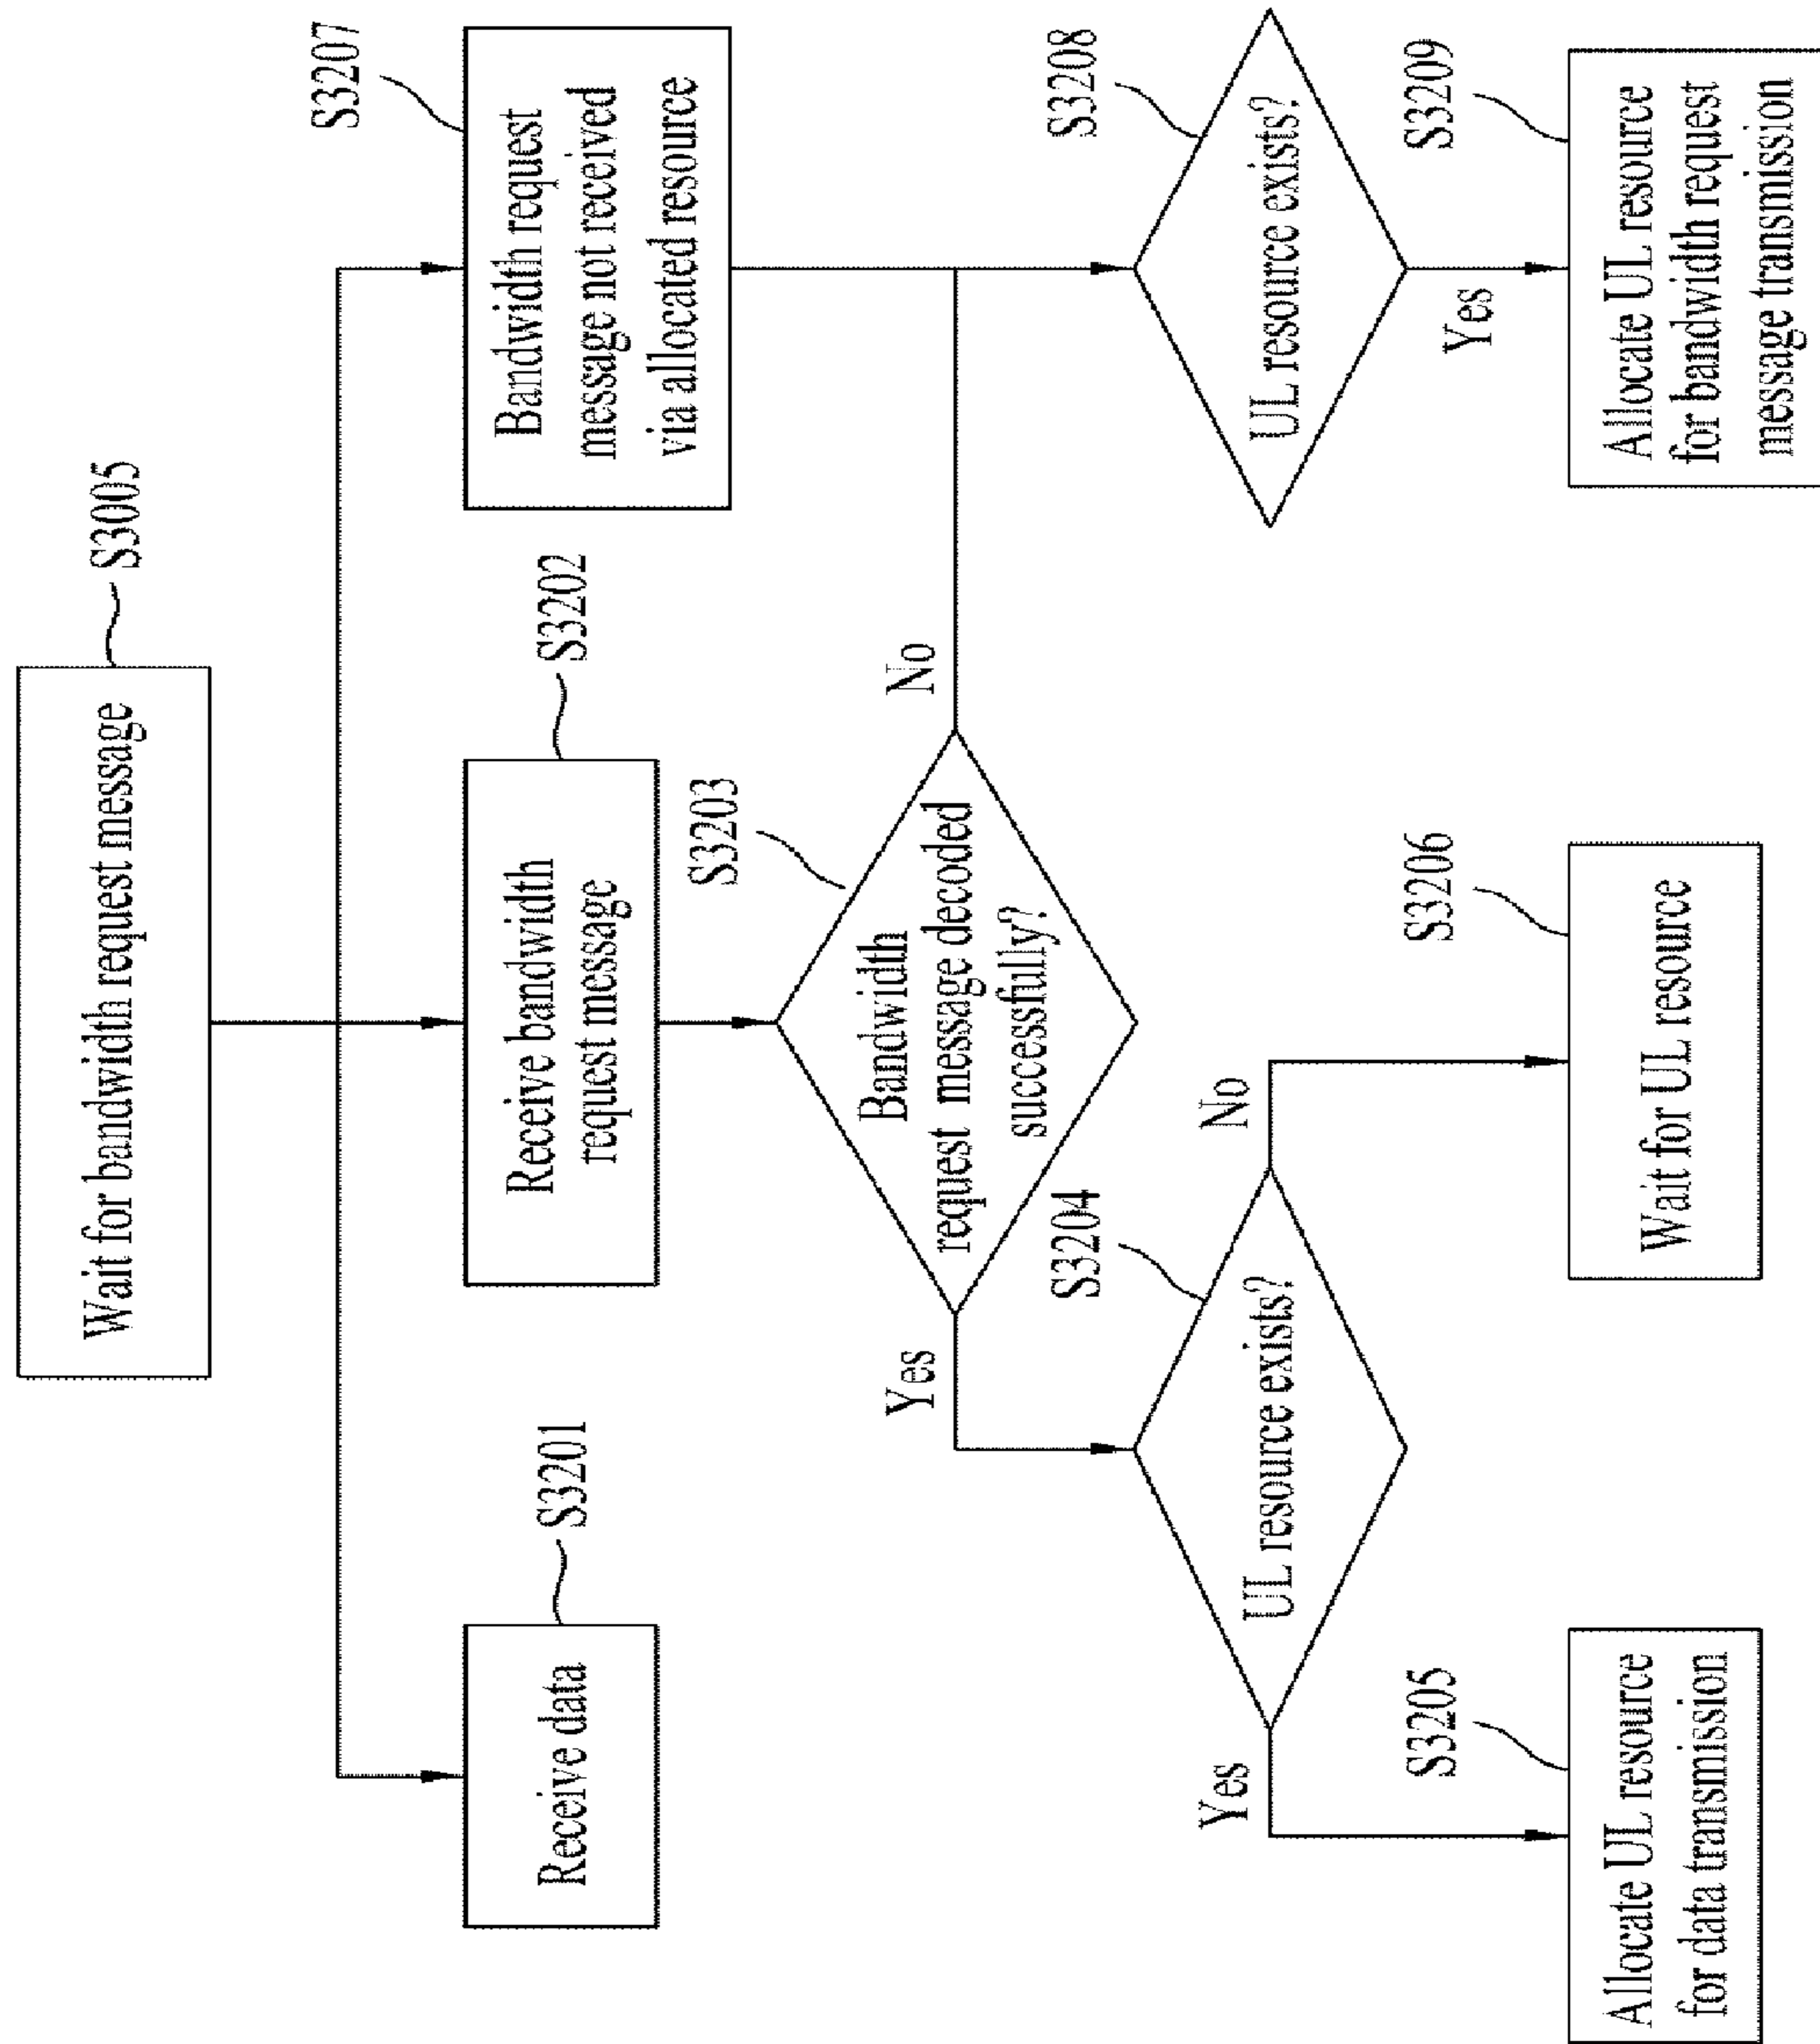 Wait for bandwidth request message
S3005
Receive data
S3201
Receive bandwidth
request message
S3202
Bandwidth request
message not received
via allocated resource
S3207
Bandwidth
request message decoded
successfully?
S3203
Yes
No
UL resource exists?
S3204
UL resource exists?
S3208
Yes
No
Yes
Allocate UL resource
for data transmission
S3205
Wait for UL resource
S3206
Allocate UL resource
for bandwidth request
message transmission
S3209